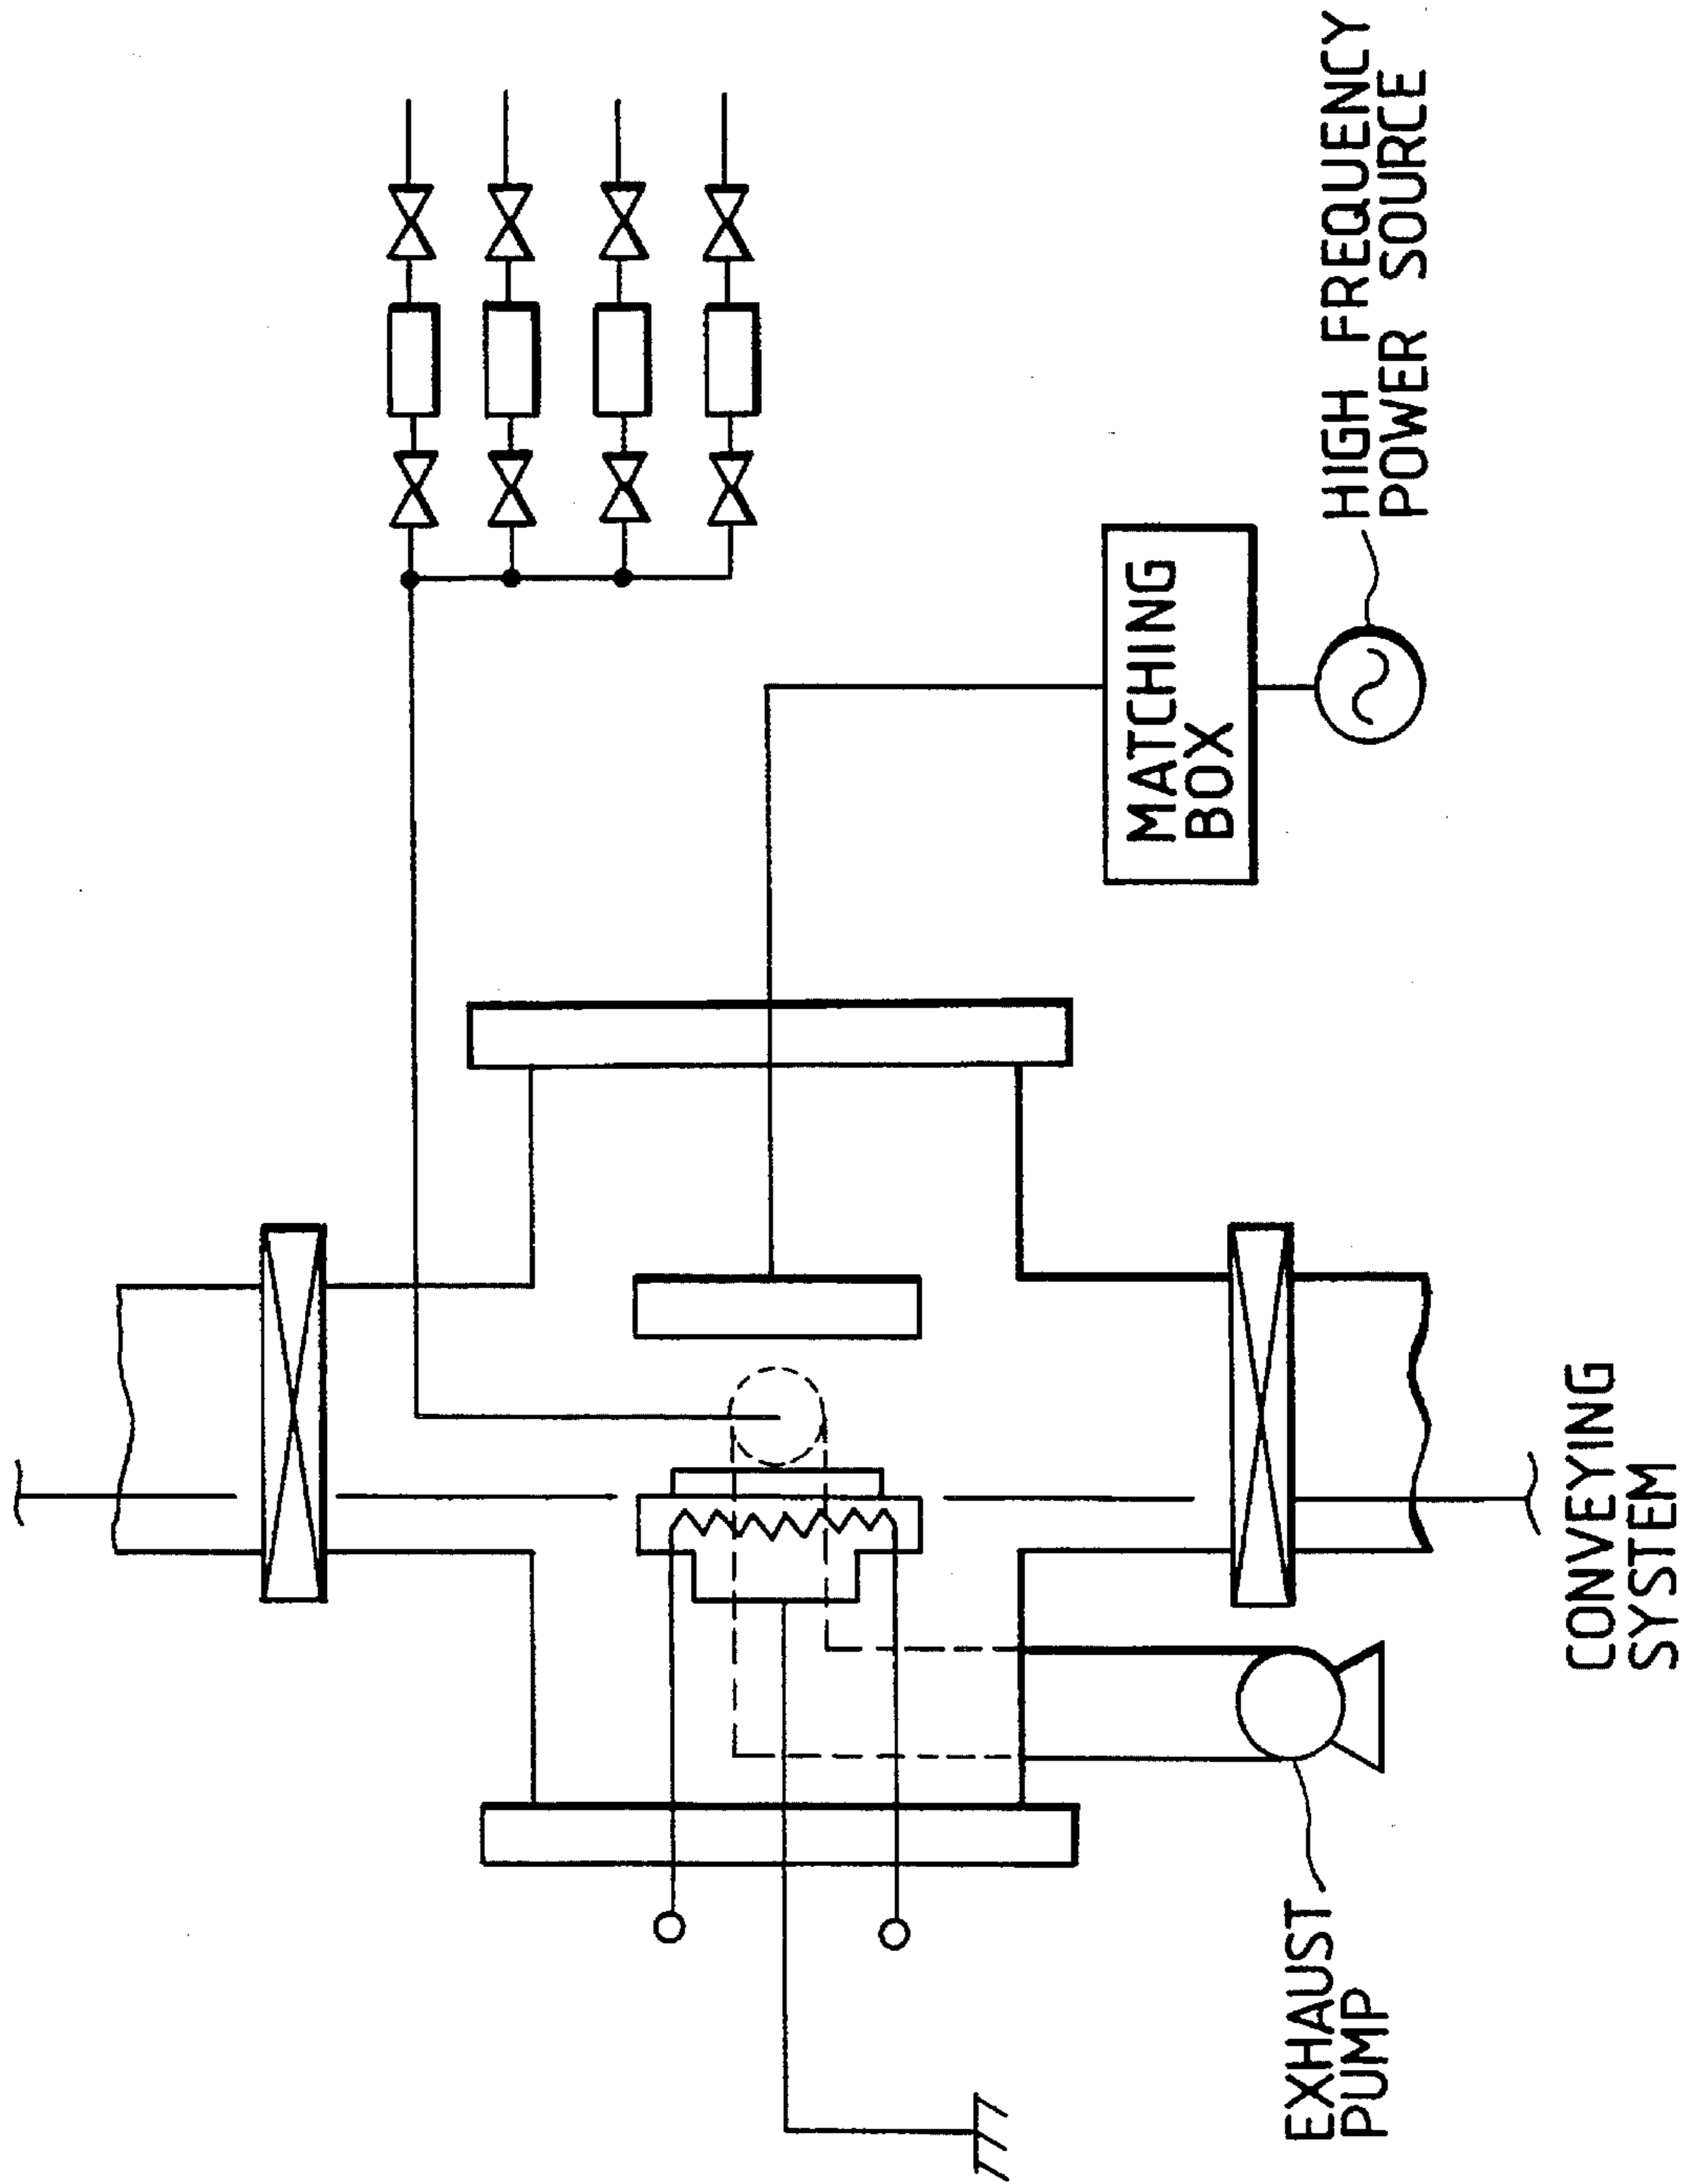 HIGH FREQUENCY
POWER SOURCE
MATCHING
BOX
CONVEYING
SYSTEM
EXHAUST
PUMP